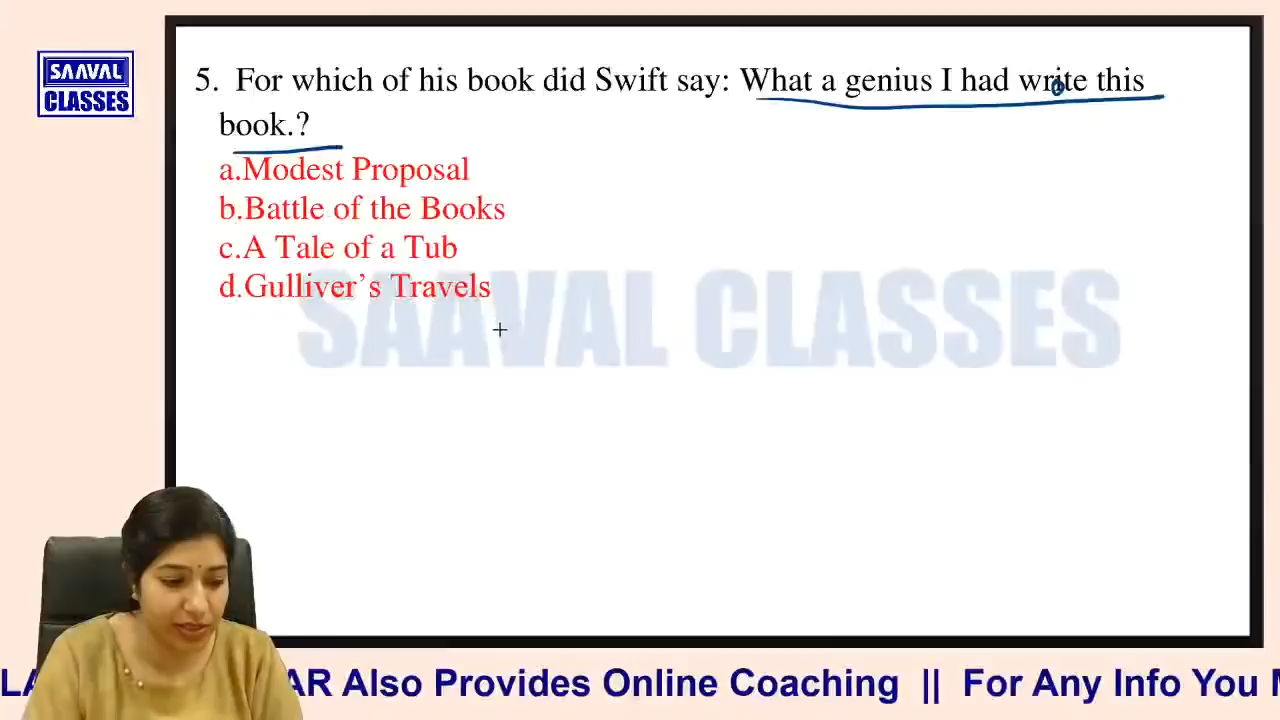 SAAVAL
CLASSES
5. For which of his book did Swift say: What a genius I had write this
book.?
a.Modest Proposal
b.Battle of the Books
c.A Tale of a Tub
d.Gulliver's Travels
SAAVAL CLASSES
AR Also Provides Online Coaching || For Any Info You